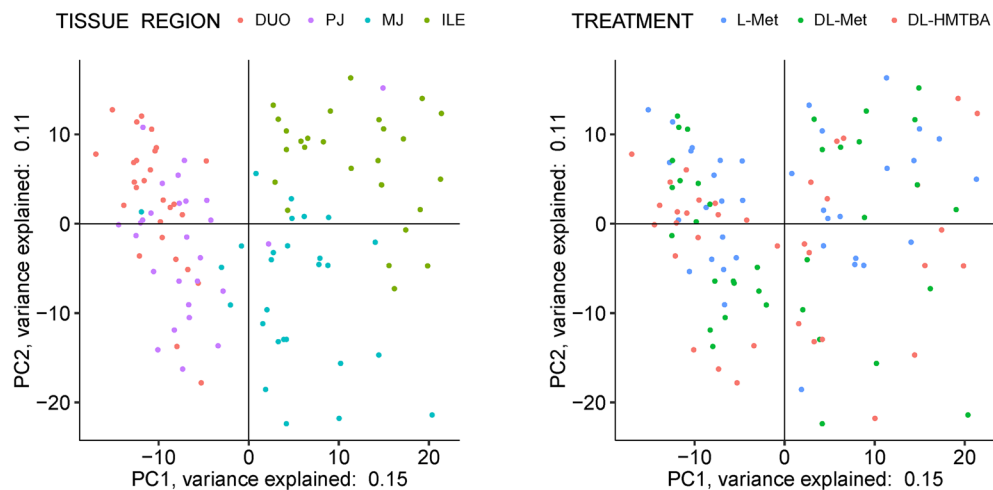 TISSUE REGION DUO PJ MJ ILE
TREATMENT L-Met DL-Met DL-HMTBA
PC2, variance explained: 0.11
10
0
−10
−20
−10 0 10 20
PC1, variance explained: 0.15
PC2, variance explained: 0.11
10
0
−10
−20
−10 0 10 20
PC1, variance explained: 0.15